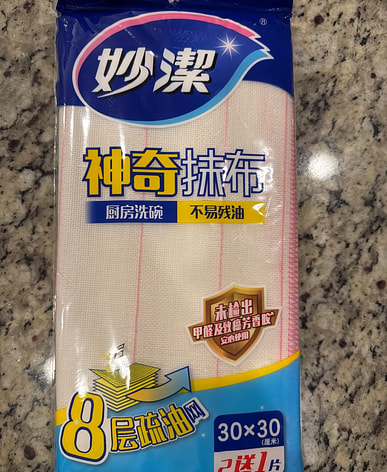 妙潔®
神奇抹布
厨房洗碗 不易残油
未检出
甲醛及致癌芳香胺*
安心使用
8层疏油网
30×30
(厘米)
2送1片